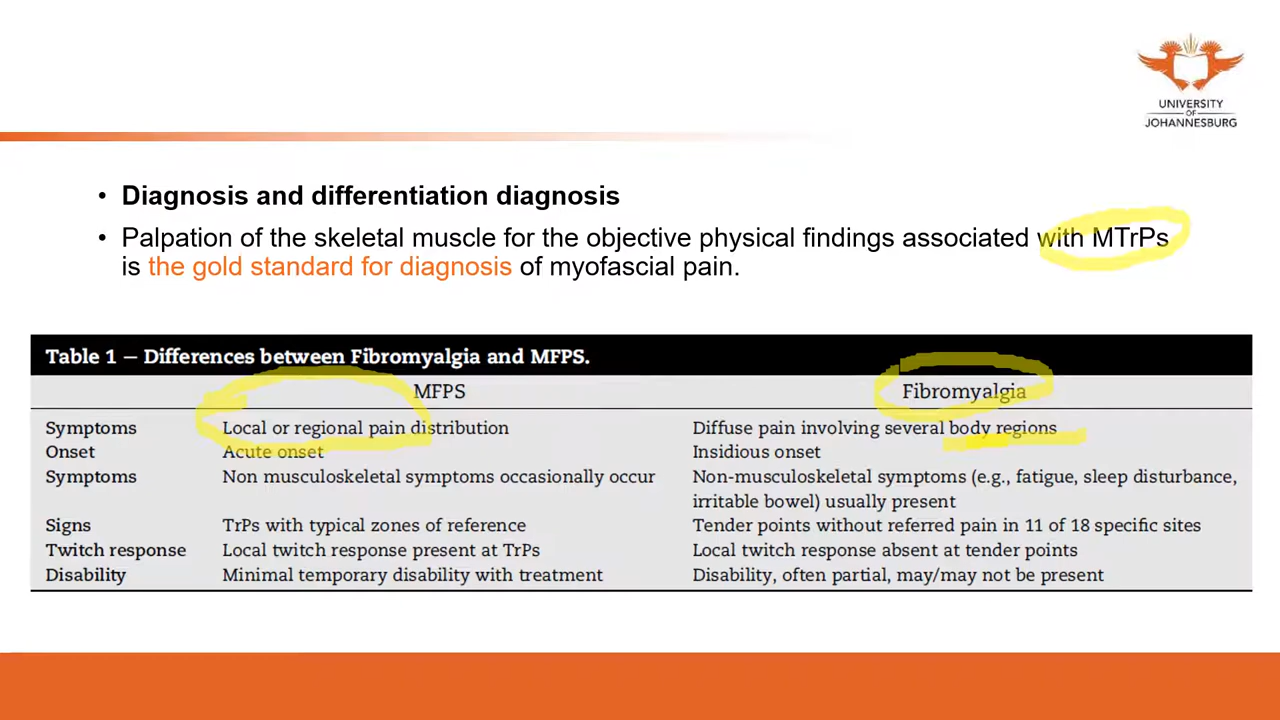 UNIVERSITY
OF
JOHANNESBURG
• Diagnosis and differentiation diagnosis
• Palpation of the skeletal muscle for the objective physical findings associated with MTrPs
is the gold standard for diagnosis of myofascial pain.
Table 1 – Differences between Fibromyalgia and MFPS.
MFPS Fibromyalgia
Symptoms Local or regional pain distribution Diffuse pain involving several body regions
Onset Acute onset Insidious onset
Symptoms Non musculoskeletal symptoms occasionally occur Non-musculoskeletal symptoms (e.g., fatigue, sleep disturbance,
irritable bowel) usually present
Signs TrPs with typical zones of reference Tender points without referred pain in 11 of 18 specific sites
Twitch response Local twitch response present at TrPs Local twitch response absent at tender points
Disability Minimal temporary disability with treatment Disability, often partial, may/may not be present